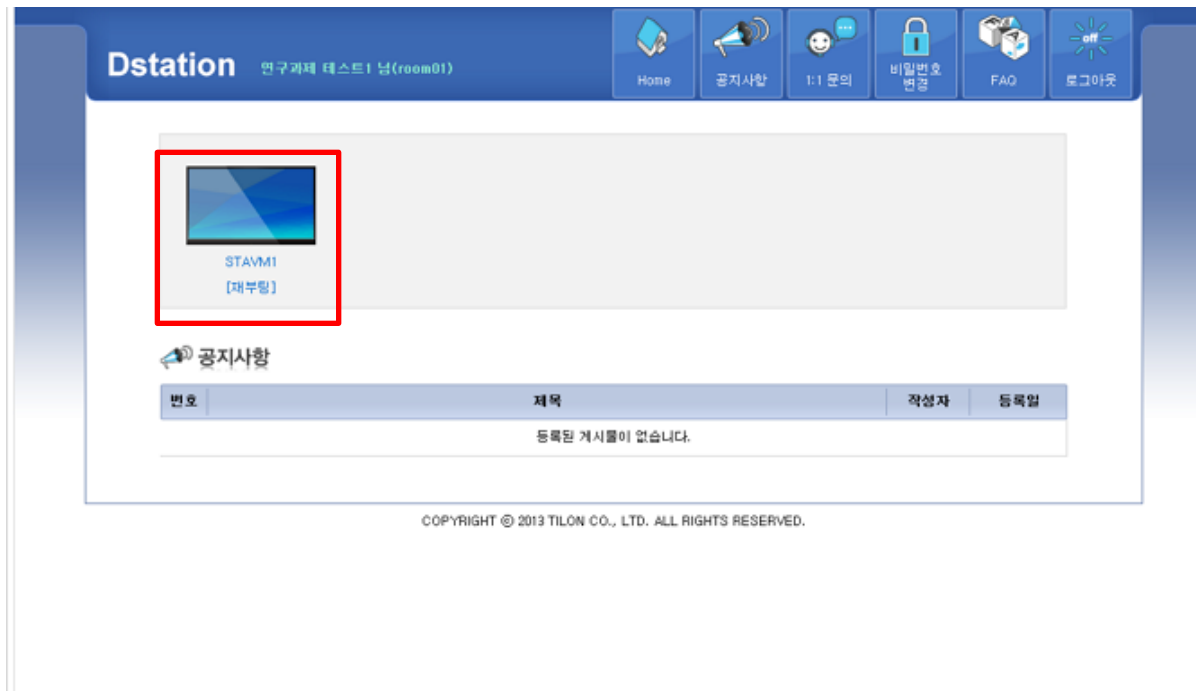 Dstation 연구과제 테스트1 님(room01)
Home
공지사항
1:1 문의
비밀번호
변경
FAQ
off
로그아웃
STAVM1
[재부팅]
공지사항
번호 제목 작성자 등록일
등록된 게시물이 없습니다.
COPYRIGHT ⓒ 2013 TILON CO., LTD. ALL RIGHTS RESERVED.